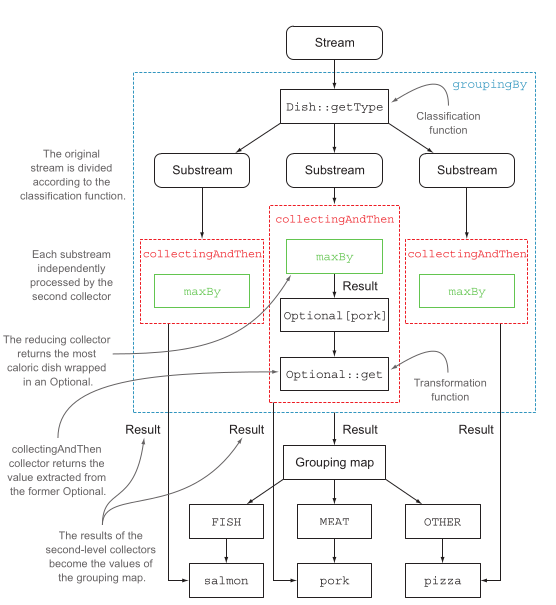 Stream
groupingBy
Dish::getType
Classification
function
The original
stream is divided
according to the
classification function.
Substream
Substream
Substream
collectingAndThen
collectingAndThen
collectingAndThen
Each substream
independently
processed by the
second collector
maxBy
maxBy
maxBy
Result
Optional[pork]
The reducing collector
returns the most
caloric dish wrapped
in an Optional.
Optional::get
Transformation
function
Result
Result
Result
Result
collectingAndThen
collector returns the
value extracted from
the former Optional.
Grouping map
FISH
MEAT
OTHER
The results of the
second-level collectors
become the values of
the grouping map.
salmon
pork
pizza